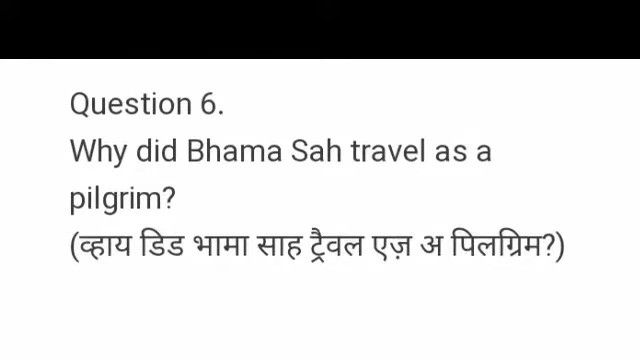 Question 6.
Why did Bhama Sah travel as a
pilgrim?
(व्हाय डिड भामा साह ट्रैवल एज़ अ पिलग्रिम?)